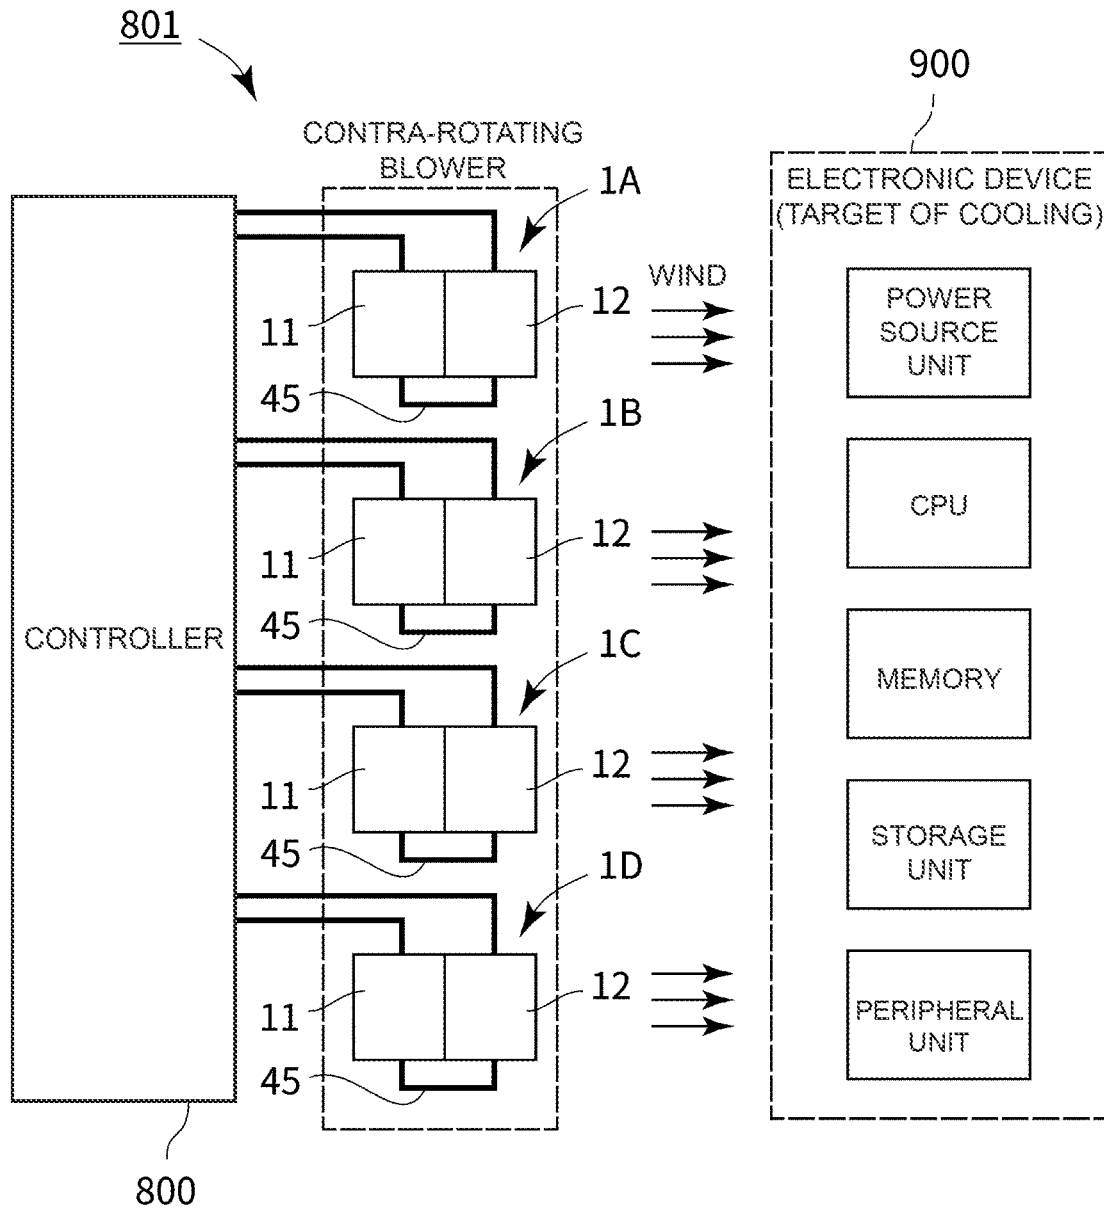 801
900
CONTRA-ROTATING
BLOWER
ELECTRONIC DEVICE
(TARGET OF COOLING)
1A
WIND
11
12
45
POWER
SOURCE
UNIT
1B
11
12
45
CPU
CONTROLLER
1C
11
12
45
MEMORY
1D
11
12
45
STORAGE
UNIT
PERIPHERAL
UNIT
800